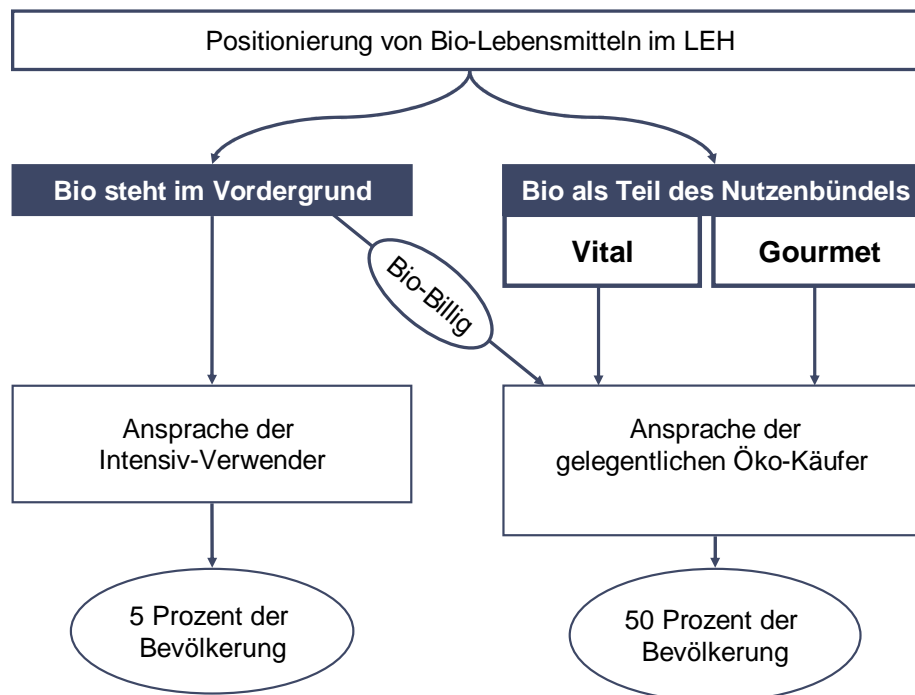 Positionierung von Bio-Lebensmitteln im LEH
Bio steht im Vordergrund
Bio als Teil des Nutzenbündels
Vital
Gourmet
Bio-Billig
Ansprache der
Intensiv-Verwender
Ansprache der
gelegentlichen Öko-Käufer
5 Prozent der
Bevölkerung
50 Prozent der
Bevölkerung